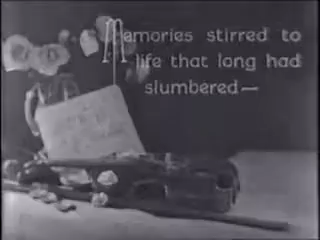 Memories stirred to
life that long had
slumbered—